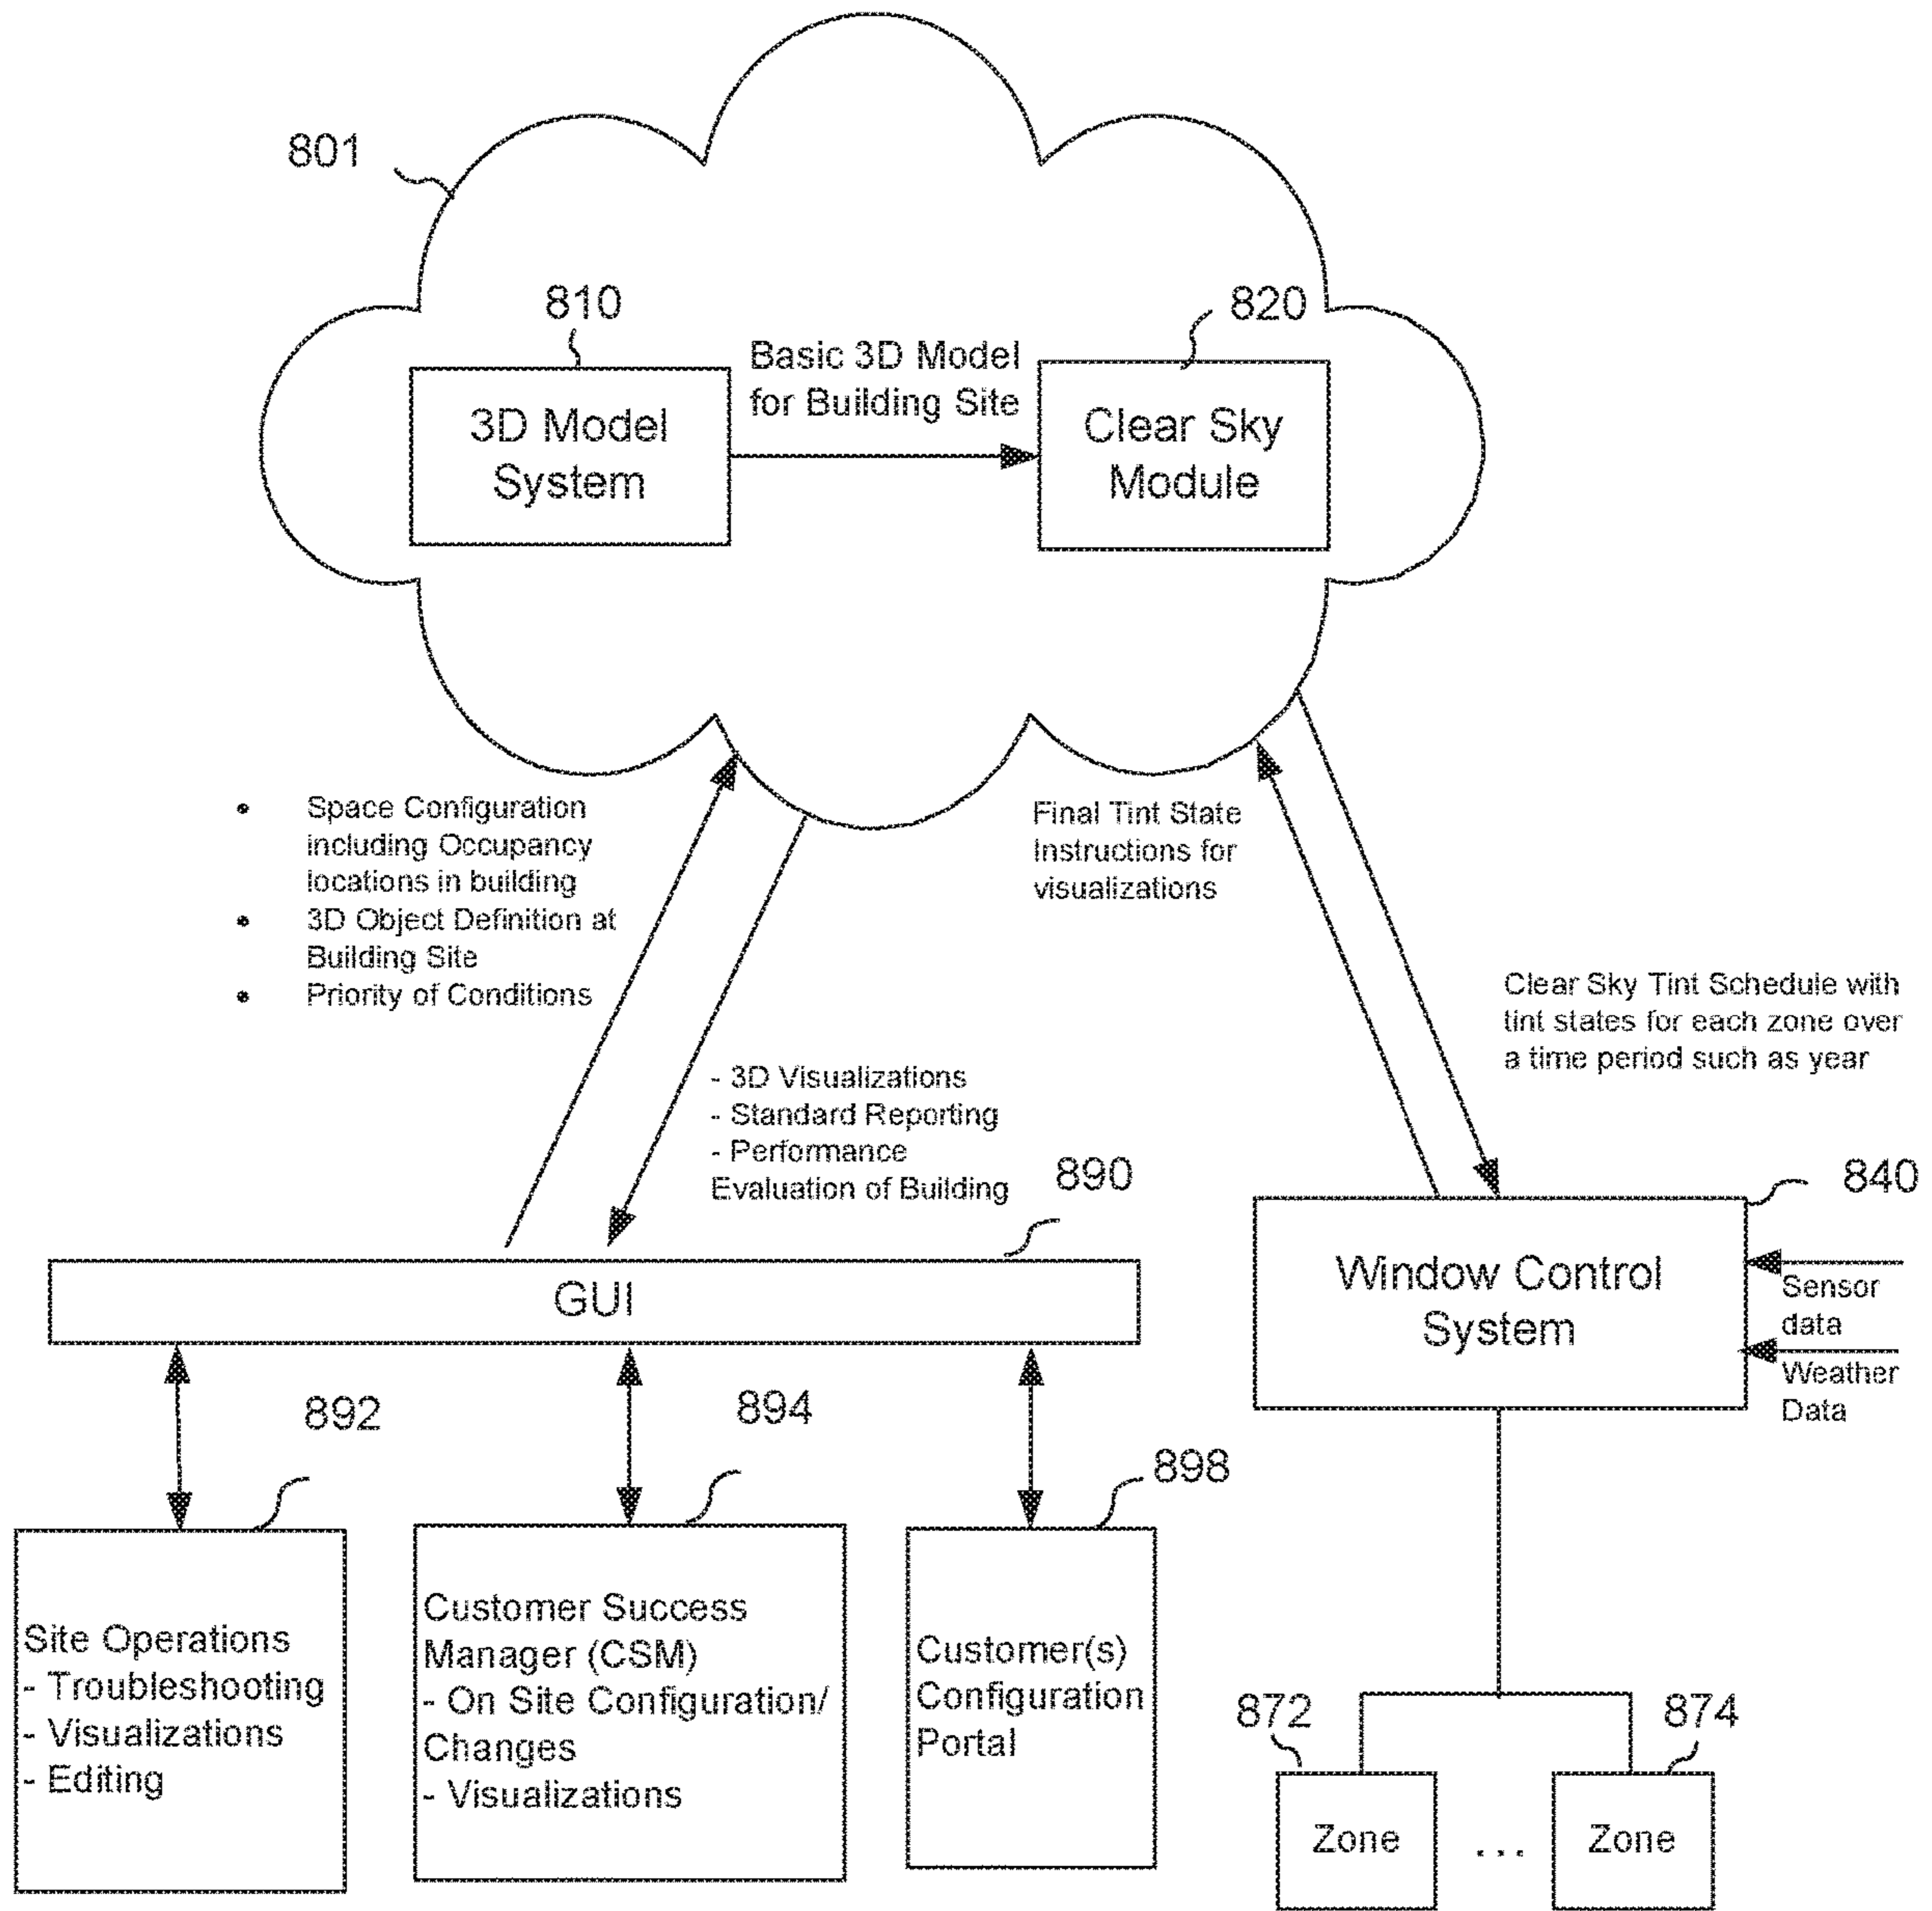 801
810
820
3D Model
System
Basic 3D Model
for Building Site
Clear Sky
Module
• Space Configuration
including Occupancy
locations in building
• 3D Object Definition at
Building Site
• Priority of Conditions
Final Tint State
Instructions for
visualizations
Clear Sky Tint Schedule with
tint states for each zone over
a time period such as year
- 3D Visualizations
- Standard Reporting
- Performance
Evaluation of Building
890
840
GUI
Window Control
System
Sensor
data
Weather
Data
892
894
898
Site Operations
- Troubleshooting
- Visualizations
- Editing
Customer Success
Manager (CSM)
- On Site Configuration/
Changes
- Visualizations
Customer(s)
Configuration
Portal
872
874
Zone
...
Zone